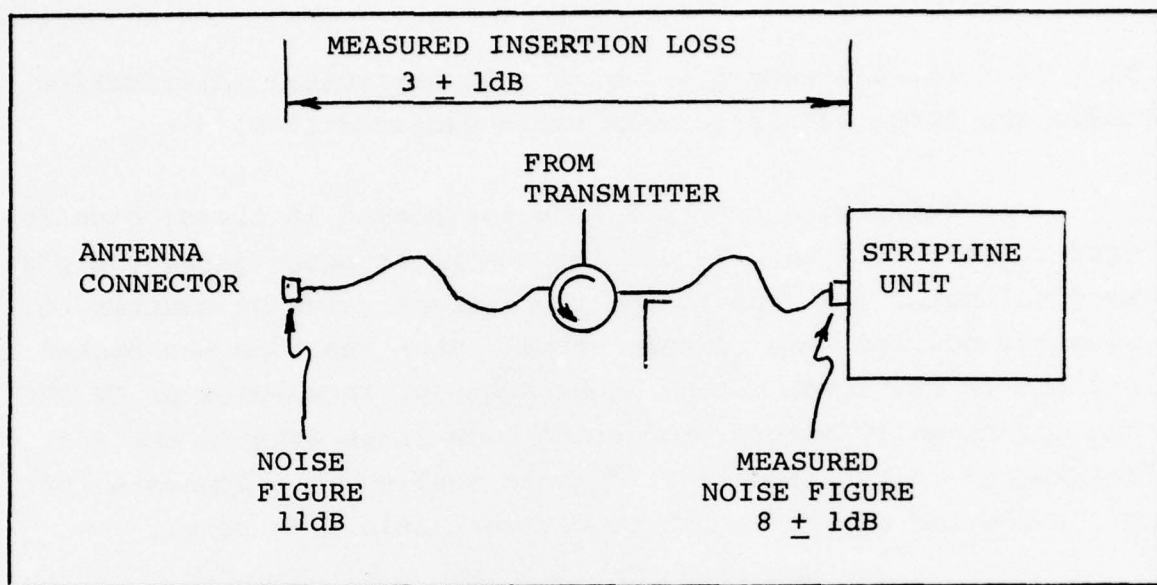 MEASURED INSERTION LOSS
3 ± 1dB
FROM
TRANSMITTER
ANTENNA
CONNECTOR
STRIPLINE
UNIT
NOISE
FIGURE
11dB
MEASURED
NOISE FIGURE
8 ± 1dB